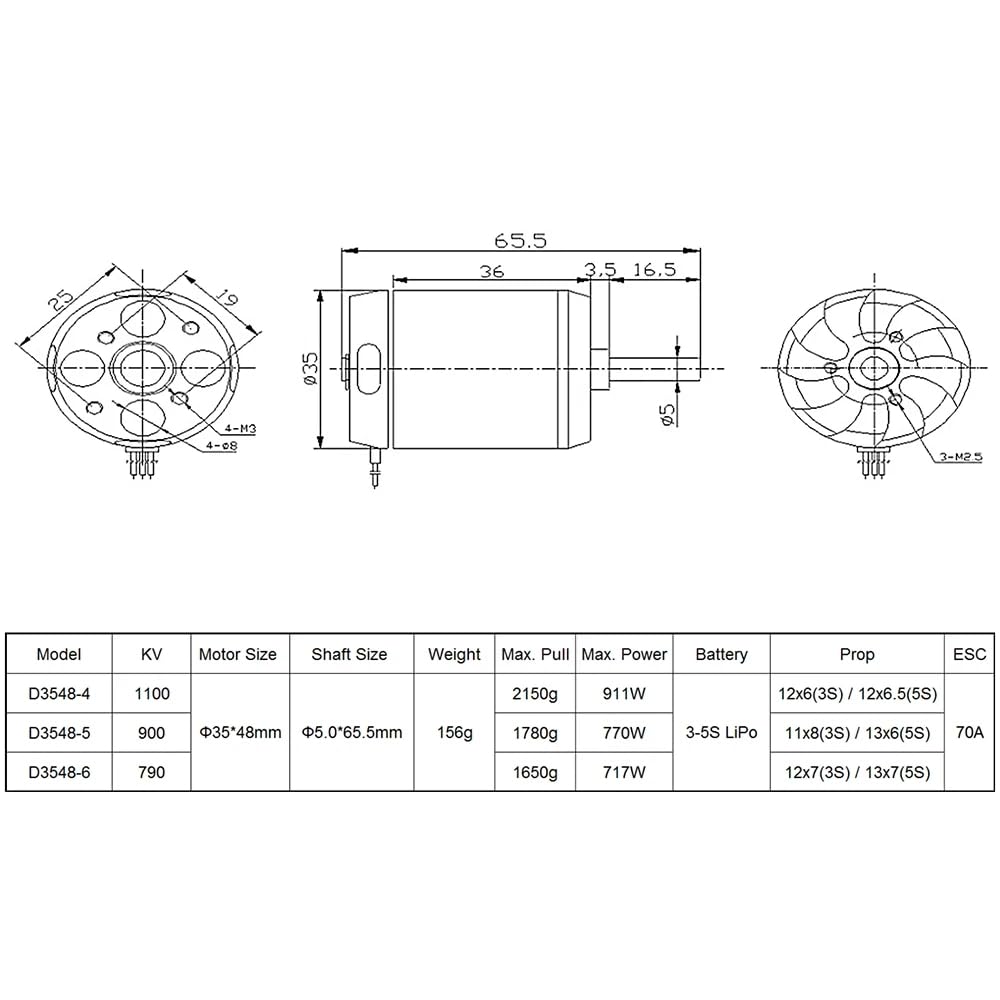 65.5
36
3,5
16,5
25
19
ø35
ø5
4-M3
4-ø8
3-M2.5
Model KV Motor Size Shaft Size Weight Max. Pull Max. Power Battery Prop ESC
D3548-4 1100 2150g 911W 12x6(3S) / 12x6.5(5S)
D3548-5 900 Φ35*48mm Φ5.0*65.5mm 156g 1780g 770W 3-5S LiPo 11x8(3S) / 13x6(5S) 70A
D3548-6 790 1650g 717W 12x7(3S) / 13x7(5S)